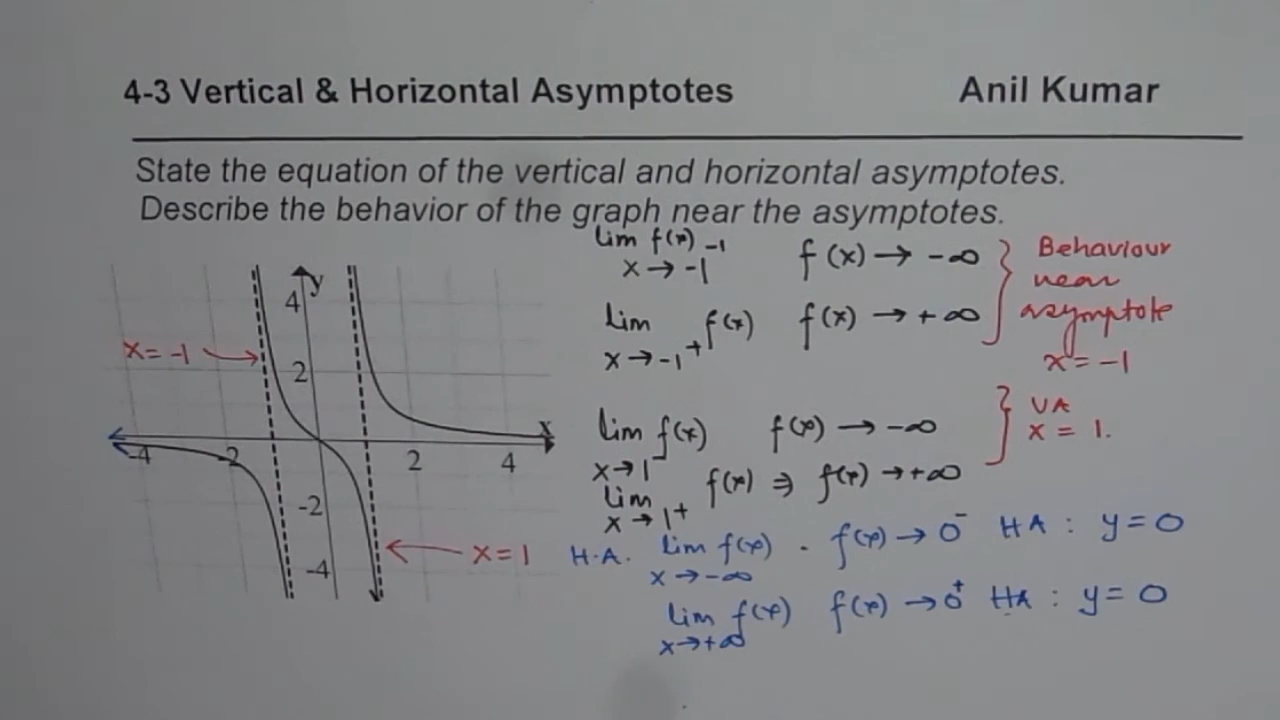 4-3 Vertical & Horizontal Asymptotes Anil Kumar
State the equation of the vertical and horizontal asymptotes.
Describe the behavior of the graph near the asymptotes.
lim f(x) -1 f(x) → -∞
x → -1
lim f(x) f(x) → +∞
x → -1⁺
} Behaviour
near
asymptote
x = -1
lim f(x) f(x) → -∞
x → 1⁻
} VA
x = 1.
lim f(x) ⇒ f(x) → +∞
x → 1⁺
H.A. lim f(x) . f(x) → 0⁻ HA : y = 0
x → -∞
lim f(x) f(x) → 0⁺ HA : y = 0
x → +∞
y
4
x = -1
2
x
-4 -2 2 4
-2
x = 1
-4